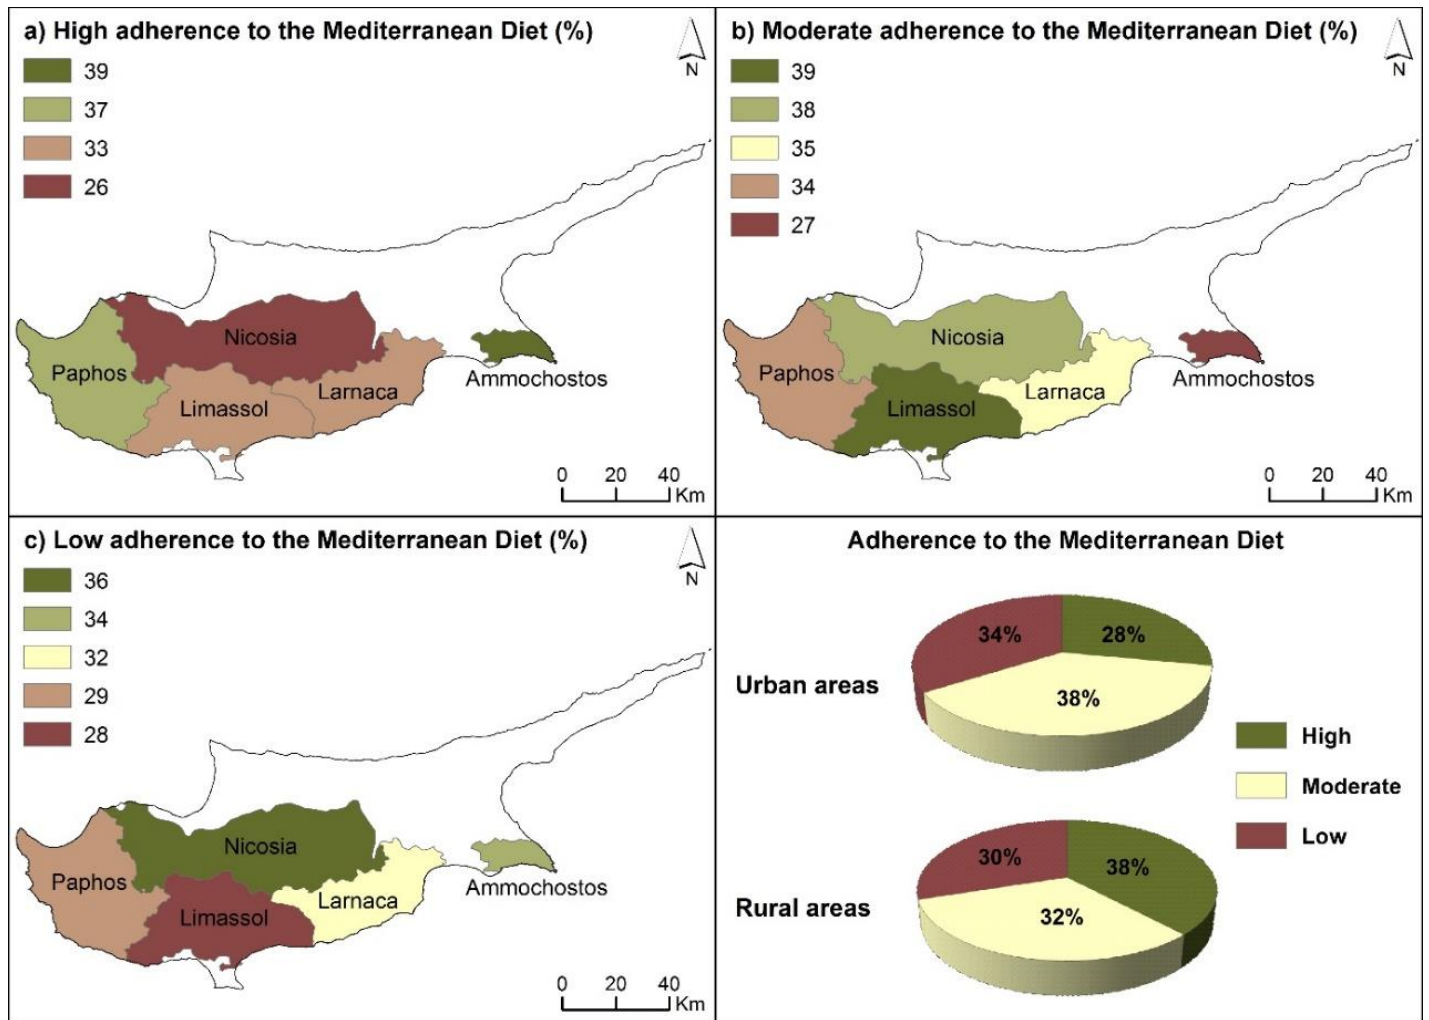 a) High adherence to the Mediterranean Diet (%)
39
37
33
26
N
Nicosia
Paphos
Larnaca
Limassol
Ammochostos
0 20 40
Km
b) Moderate adherence to the Mediterranean Diet (%)
39
38
35
34
27
N
Nicosia
Paphos
Larnaca
Limassol
Ammochostos
0 20 40
Km
c) Low adherence to the Mediterranean Diet (%)
36
34
32
29
28
N
Nicosia
Paphos
Larnaca
Limassol
Ammochostos
0 20 40
Km
Adherence to the Mediterranean Diet
34% 28%
38%
Urban areas
High
Moderate
Low
30% 38%
32%
Rural areas